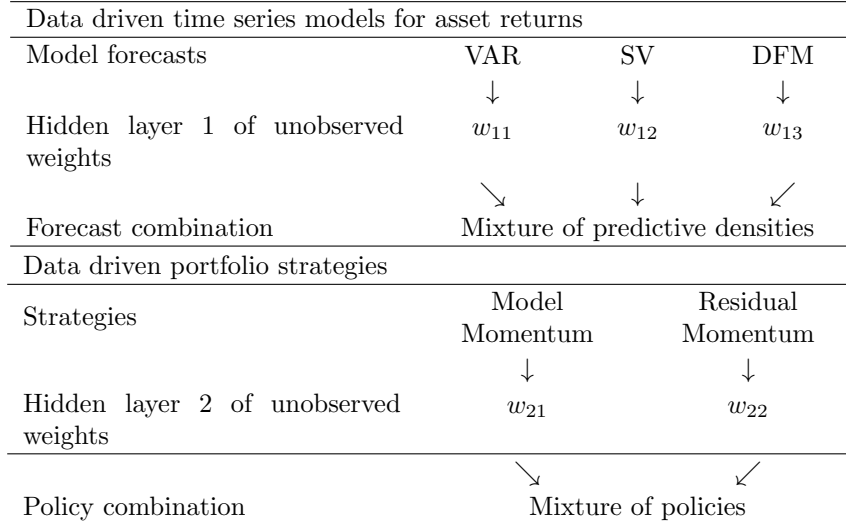 Data driven time series models for asset returns
Model forecasts VAR SV DFM
↓ ↓ ↓
Hidden layer 1 of unobserved weights w₁₁ w₁₂ w₁₃
↘ ↓ ↙
Forecast combination Mixture of predictive densities
Data driven portfolio strategies
Strategies Model Momentum Residual Momentum
↓ ↓
Hidden layer 2 of unobserved weights w₂₁ w₂₂
↘ ↙
Policy combination Mixture of policies